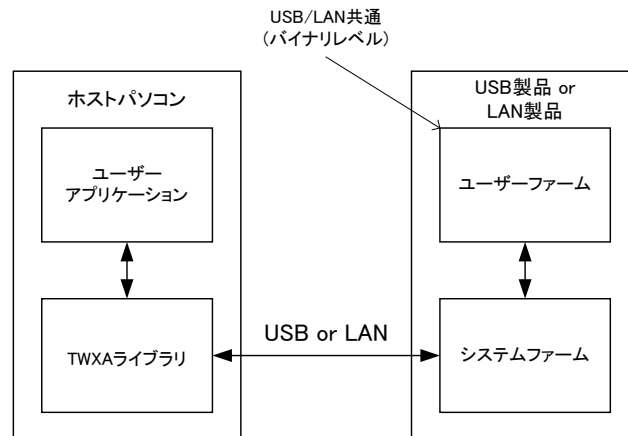 USB/LAN共通
（バイナリレベル）
ホストパソコン
USB製品 or
LAN製品
ユーザー
アプリケーション
ユーザーファーム
USB or LAN
TWXAライブラリ
システムファーム